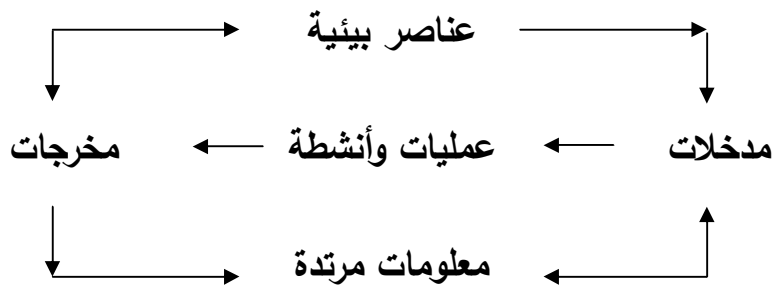 عناصر بيئية
مدخلات عمليات وأنشطة مخرجات
معلومات مرتدة